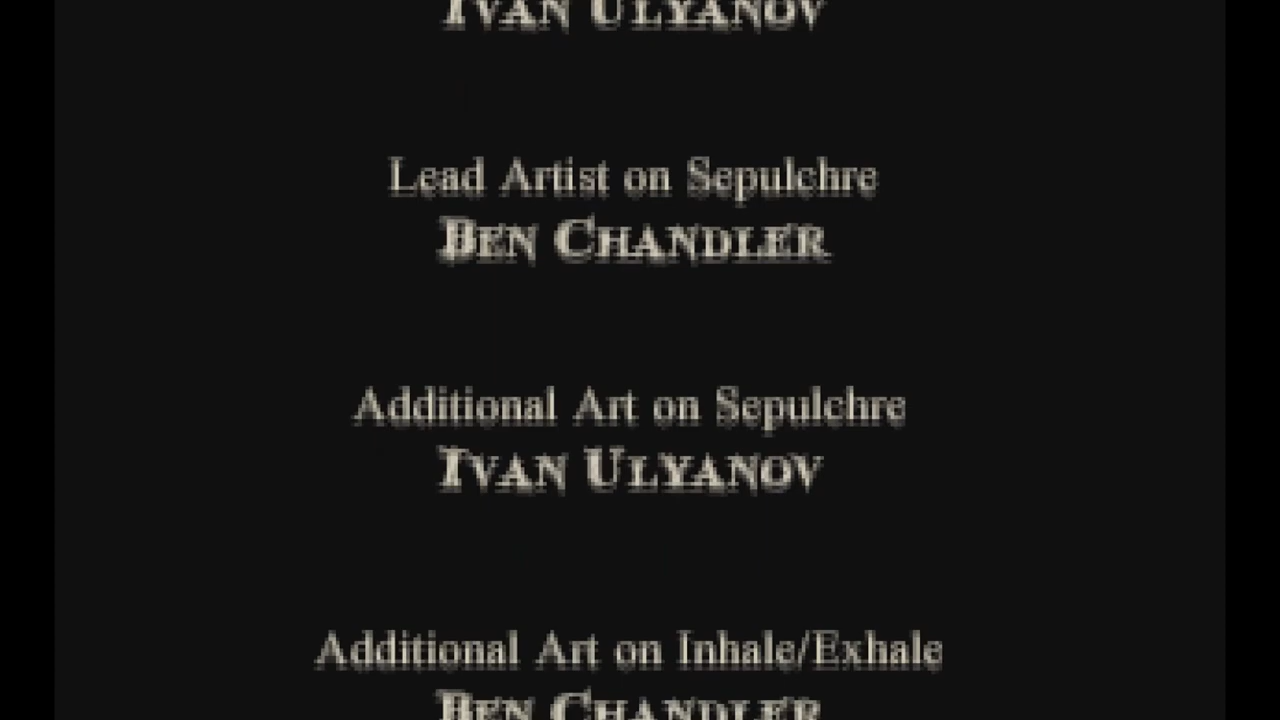 IVAN ULYANOV
Lead Artist on Sepulchre
BEN CHANDLER
Additional Art on Sepulchre
IVAN ULYANOV
Additional Art on Inhale/Exhale
BEN CHANDLER